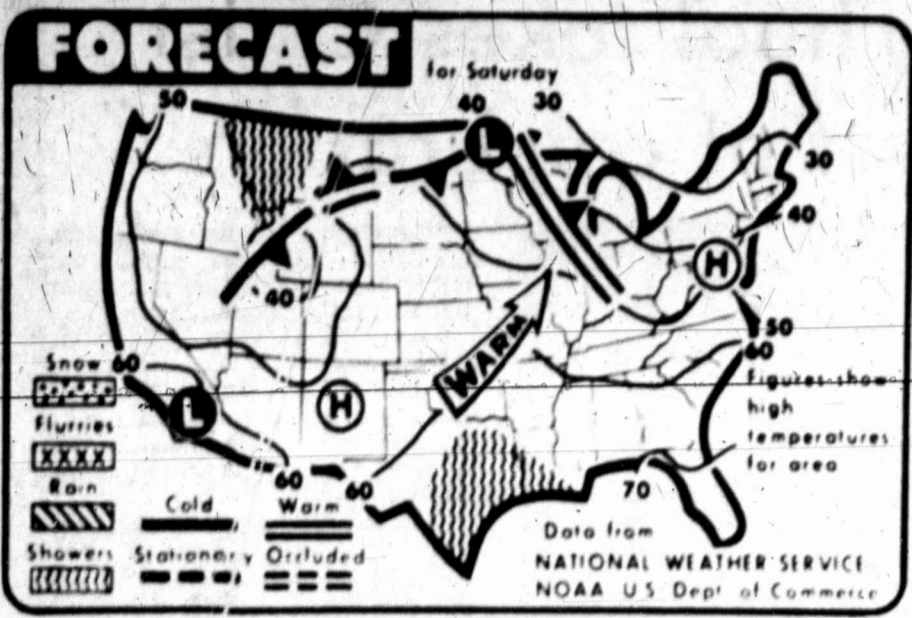 FORECAST
for Saturday
50
40
30
L
30
40
H
40
WARM
50
60
60
L
H
60
60
70
Snow
Flurries
Rain
Showers
Cold
Warm
Stationary
Occluded
Figures show
high
temperatures
for area
Data from
NATIONAL WEATHER SERVICE
NOAA U S Dept of Commerce